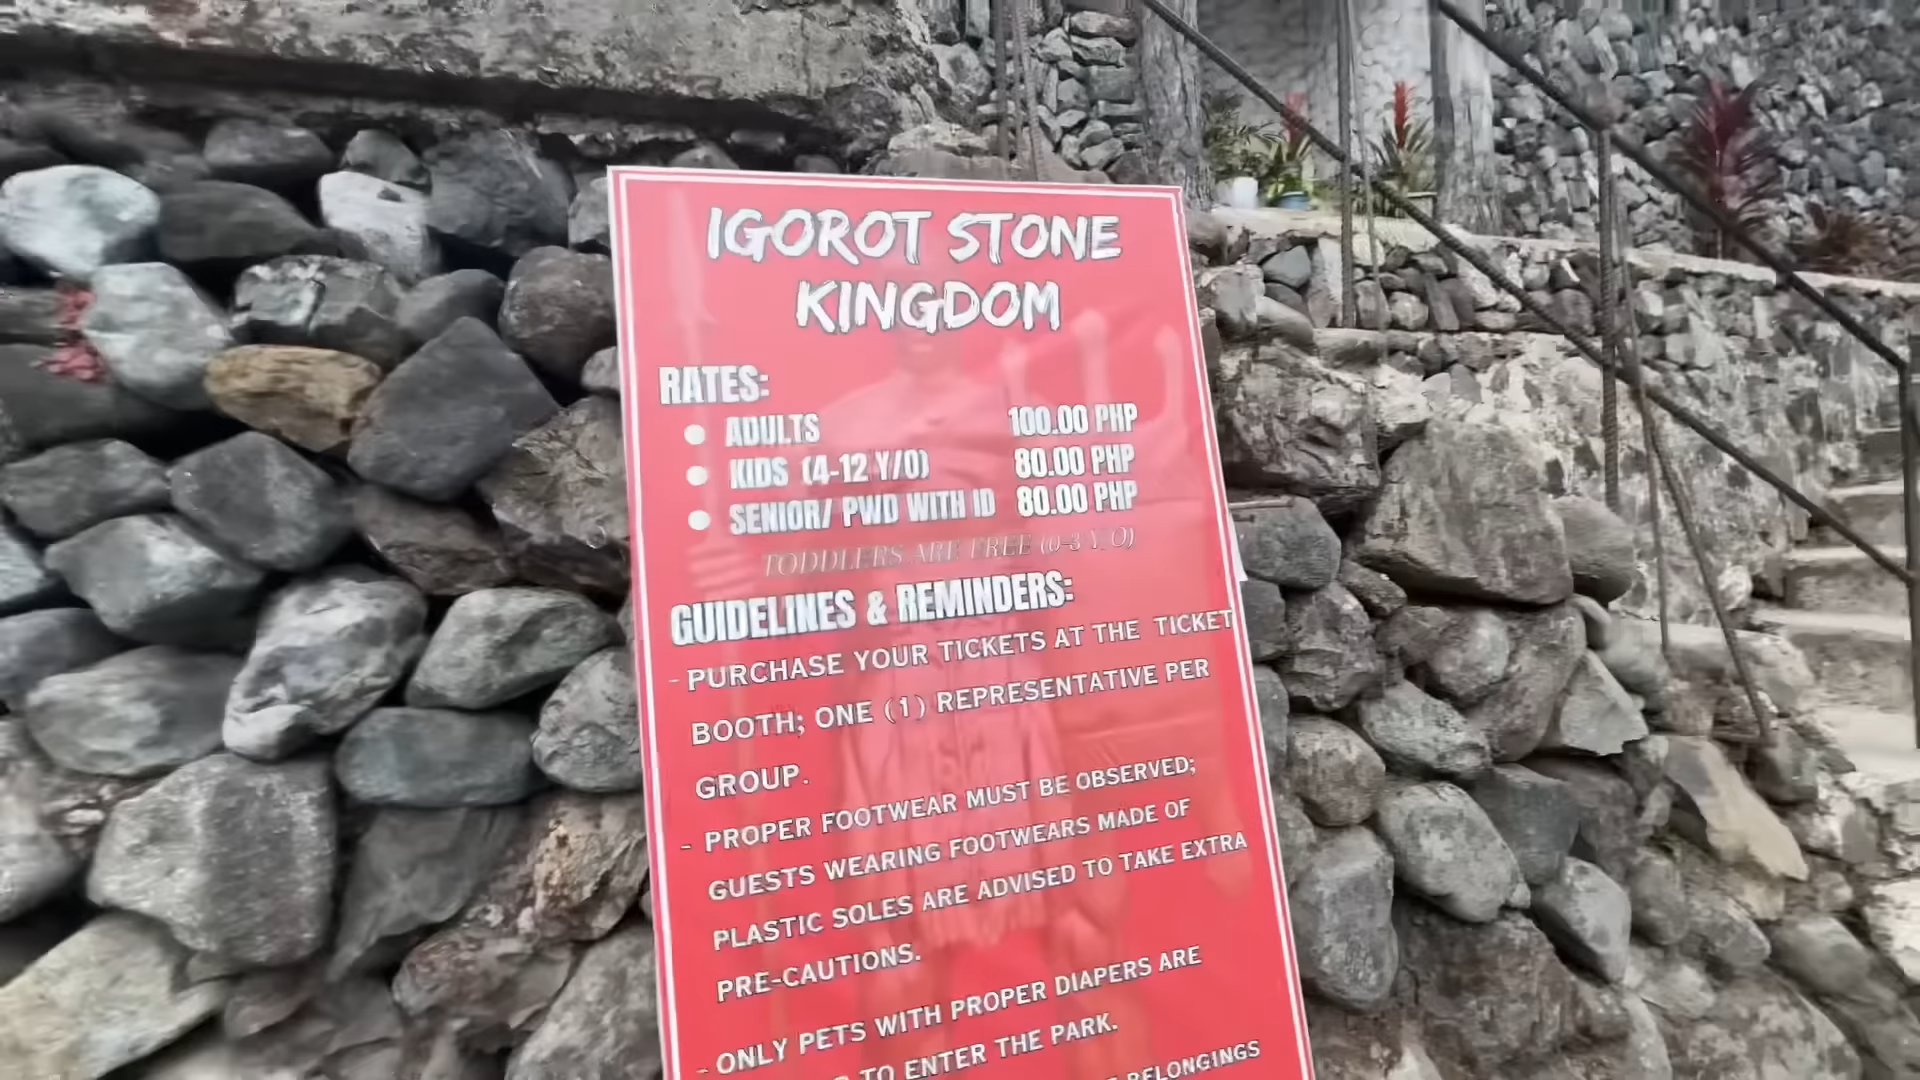 IGOROT STONE
KINGDOM
RATES:
● ADULTS 100.00 PHP
● KIDS (4-12 Y/O) 80.00 PHP
● SENIOR/ PWD WITH ID 80.00 PHP
TODDLERS ARE FREE (0-3 Y/O)
GUIDELINES & REMINDERS:
- PURCHASE YOUR TICKETS AT THE TICKET
BOOTH; ONE (1) REPRESENTATIVE PER
GROUP.
- PROPER FOOTWEAR MUST BE OBSERVED;
GUESTS WEARING FOOTWEARS MADE OF
PLASTIC SOLES ARE ADVISED TO TAKE EXTRA
PRE-CAUTIONS.
- ONLY PETS WITH PROPER DIAPERS ARE
TO ENTER THE PARK.
BELONGINGS